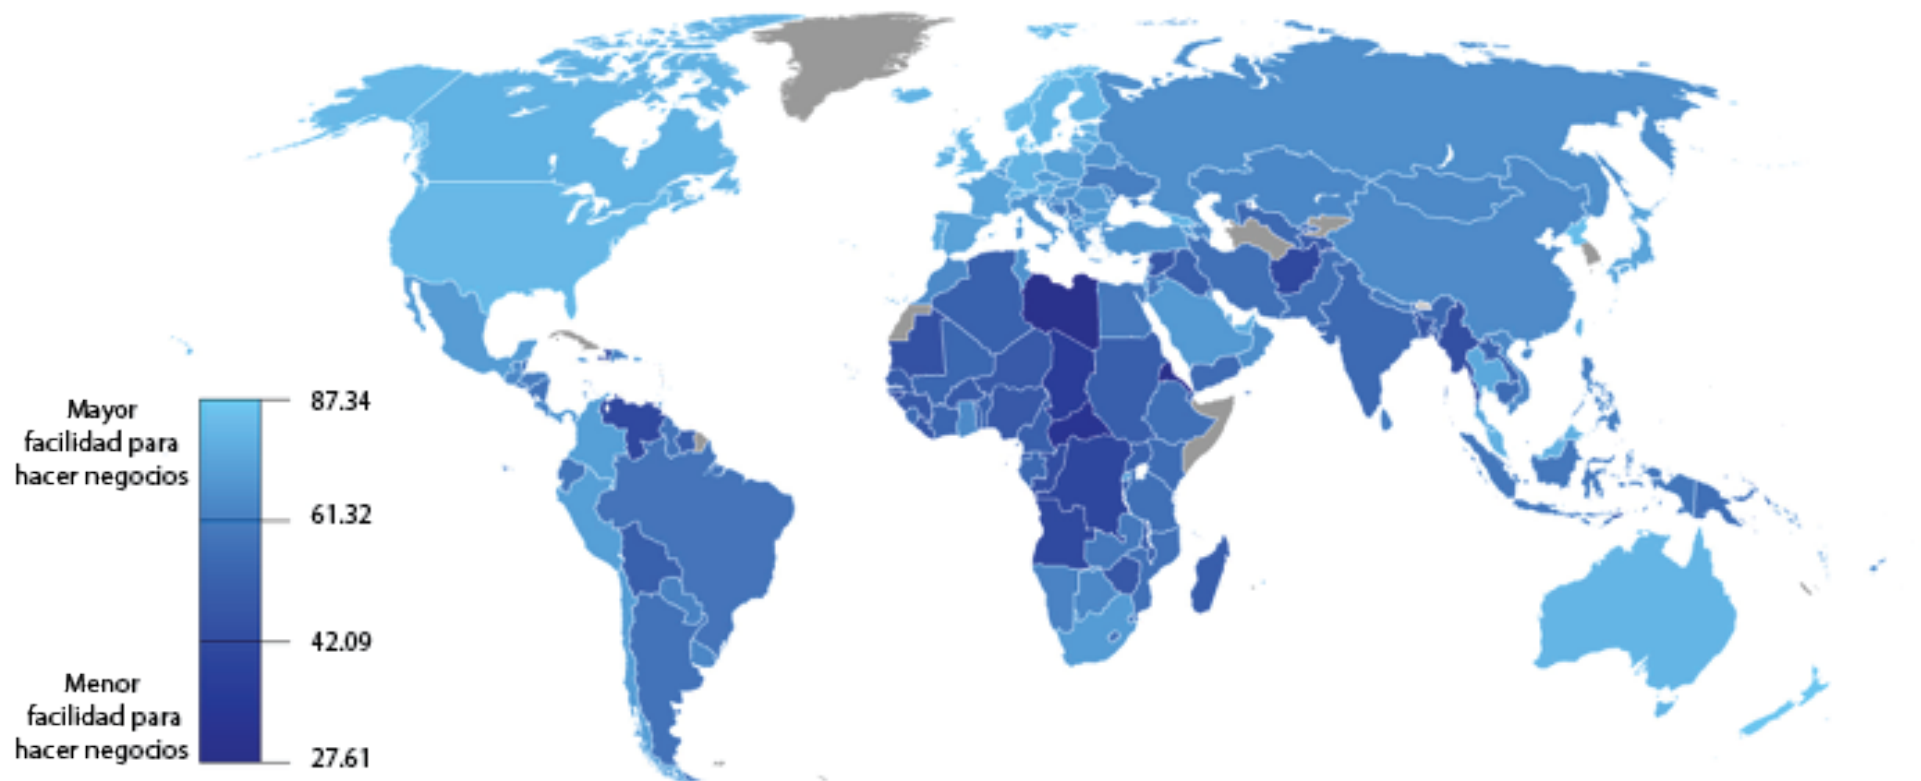 Mayor
facilidad para
hacer negocios
87.34
61.32
42.09
Menor
facilidad para
hacer negocios
27.61